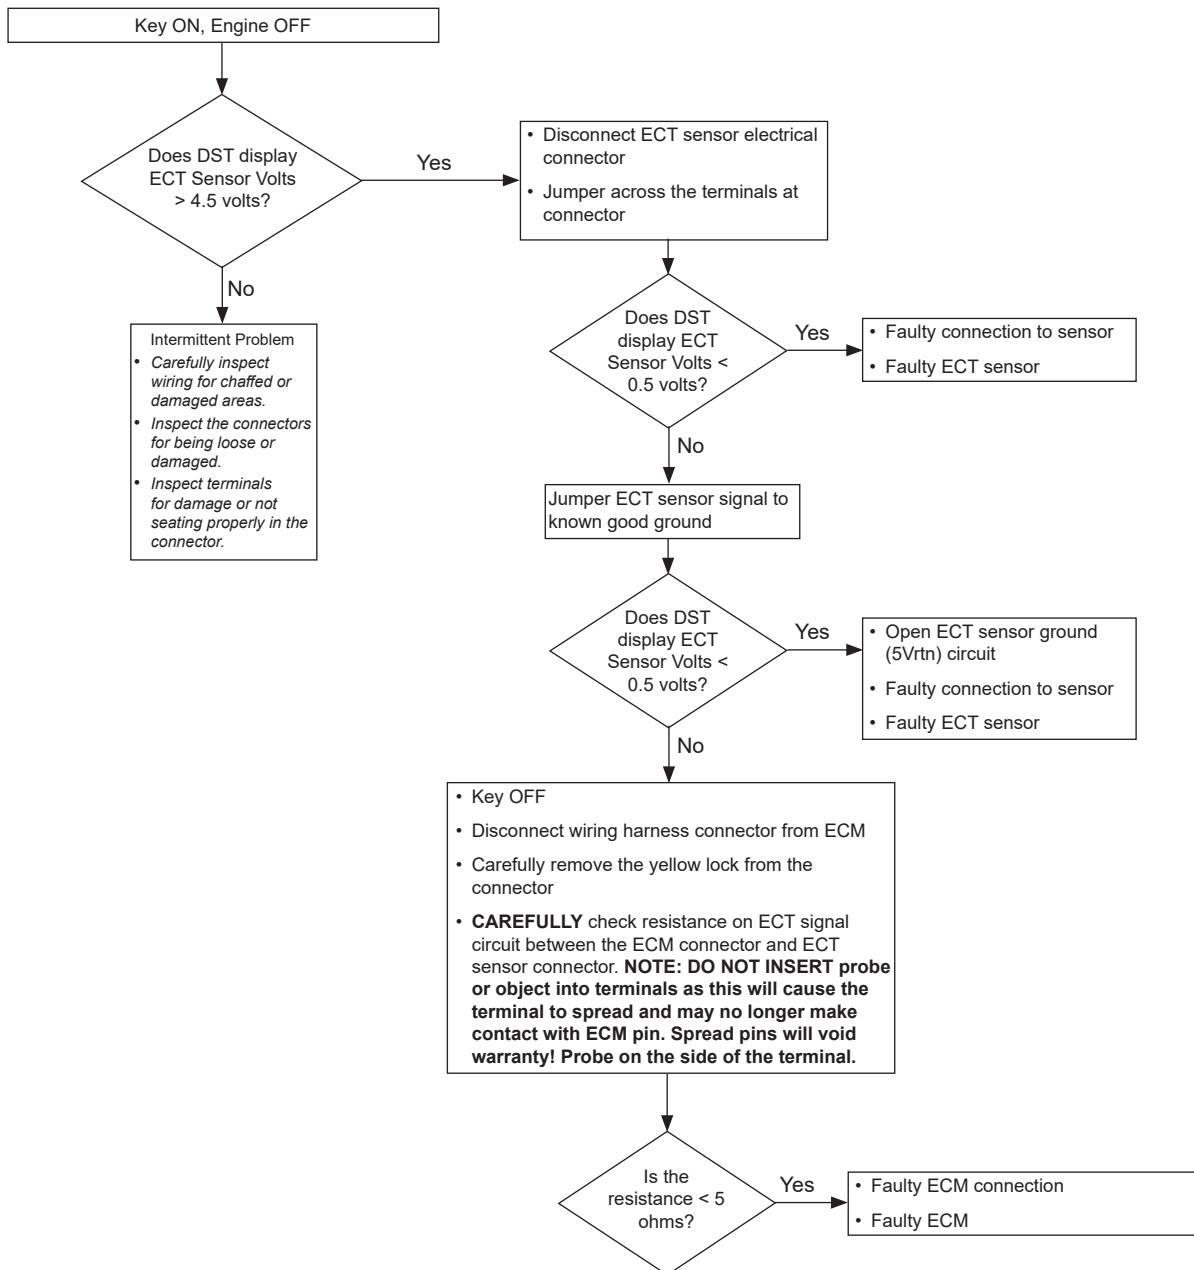 Key ON, Engine OFF
Does DST display
ECT Sensor Volts
> 4.5 volts?
Yes
• Disconnect ECT sensor electrical
connector
• Jumper across the terminals at
connector
No
Intermittent Problem
• Carefully inspect
wiring for chaffed or
damaged areas.
• Inspect the connectors
for being loose or
damaged.
• Inspect terminals
for damage or not
seating properly in the
connector.
Does DST
display ECT
Sensor Volts <
0.5 volts?
Yes
• Faulty connection to sensor
• Faulty ECT sensor
No
Jumper ECT sensor signal to
known good ground
Does DST
display ECT
Sensor Volts <
0.5 volts?
Yes
• Open ECT sensor ground
(5Vrtn) circuit
• Faulty connection to sensor
• Faulty ECT sensor
No
• Key OFF
• Disconnect wiring harness connector from ECM
• Carefully remove the yellow lock from the
connector
• CAREFULLY check resistance on ECT signal
circuit between the ECM connector and ECT
sensor connector. NOTE: DO NOT INSERT probe
or object into terminals as this will cause the
terminal to spread and may no longer make
contact with ECM pin. Spread pins will void
warranty! Probe on the side of the terminal.
Is the
resistance < 5
ohms?
Yes
• Faulty ECM connection
• Faulty ECM